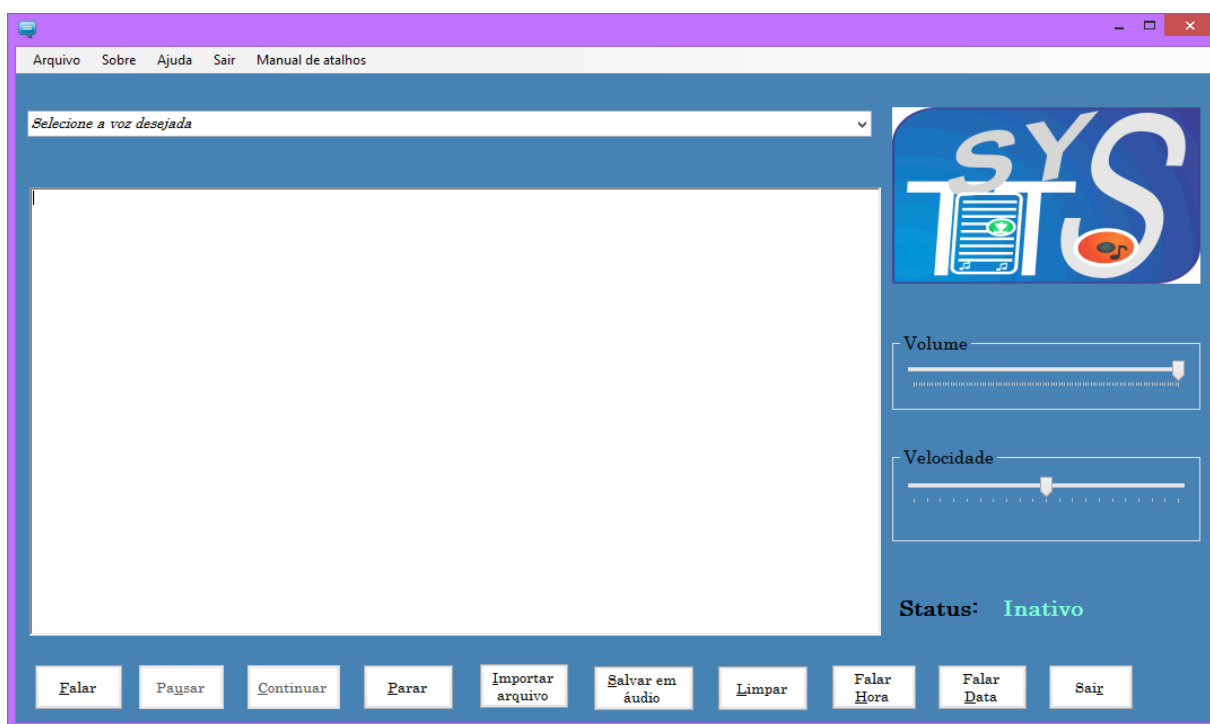 Arquivo Sobre Ajuda Sair Manual de atalhos
Selecione a voz desejada
SYS
TTS
Volume
Velocidade
Status: Inativo
Falar Pausar Continuar Parar Importar arquivo Salvar em áudio Limpar Falar Hora Falar Data Sair